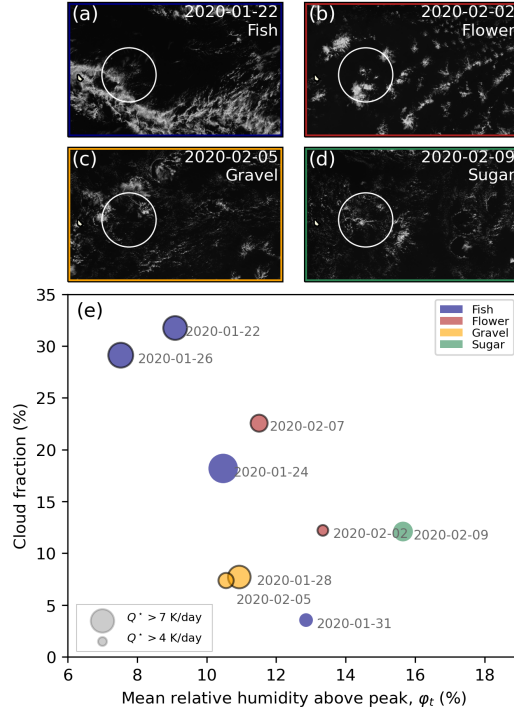 (a) 2020-01-22
Fish
(b) 2020-02-02
Flower
(c) 2020-02-05
Gravel
(d) 2020-02-09
Sugar
(e)
Fish
Flower
Gravel
Sugar
35
30
25
20
15
10
5
0
Cloud fraction (%)
2020-01-22
2020-01-26
2020-02-07
2020-01-24
2020-02-02
2020-02-09
2020-01-28
2020-02-05
2020-01-31
Q* > 7 K/day
Q* > 4 K/day
6 8 10 12 14 16 18
Mean relative humidity above peak, φt (%)